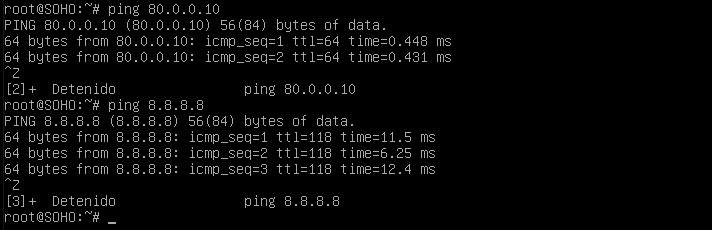 root@SOHO:~# ping 80.0.0.10
PING 80.0.0.10 (80.0.0.10) 56(84) bytes of data.
64 bytes from 80.0.0.10: icmp_seq=1 ttl=64 time=0.448 ms
64 bytes from 80.0.0.10: icmp_seq=2 ttl=64 time=0.431 ms
^Z
[2]+  Detenido                ping 80.0.0.10
root@SOHO:~# ping 8.8.8.8
PING 8.8.8.8 (8.8.8.8) 56(84) bytes of data.
64 bytes from 8.8.8.8: icmp_seq=1 ttl=118 time=11.5 ms
64 bytes from 8.8.8.8: icmp_seq=2 ttl=118 time=6.25 ms
64 bytes from 8.8.8.8: icmp_seq=3 ttl=118 time=12.4 ms
^Z
[3]+  Detenido                ping 8.8.8.8
root@SOHO:~# _